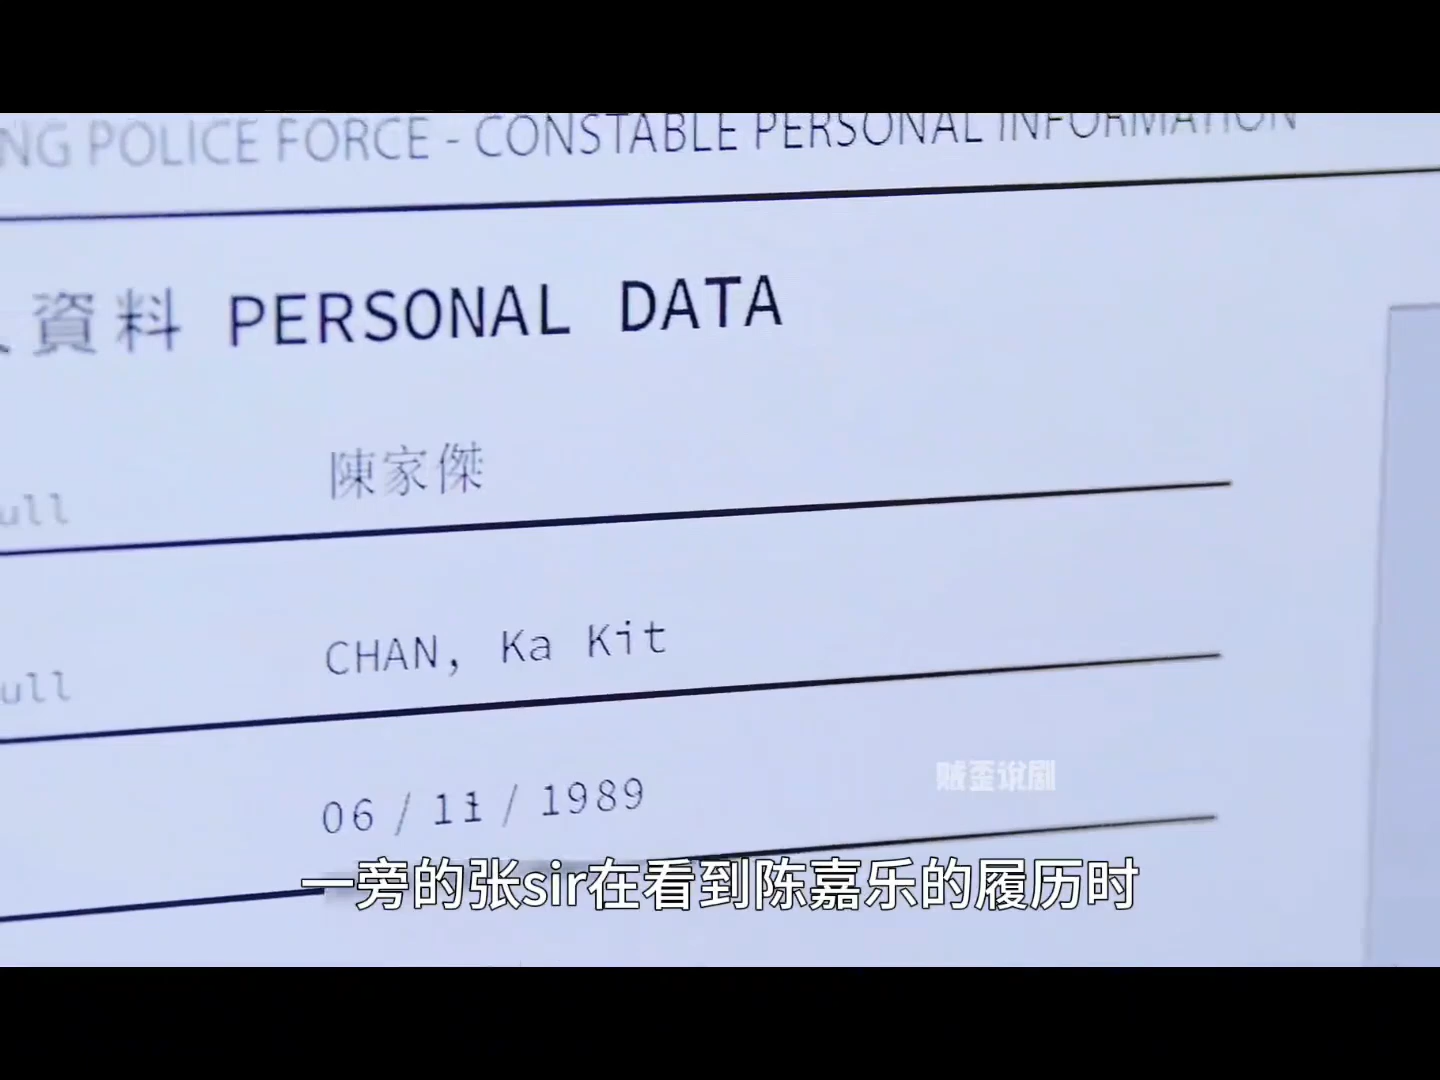 NG POLICE FORCE - CONSTABLE PERSONAL INFORMATION
資料 PERSONAL DATA
陳家傑
ull
CHAN, Ka Kit
ull
06 / 11 / 1989
贼歪说剧
一旁的张sir在看到陈嘉乐的履历时